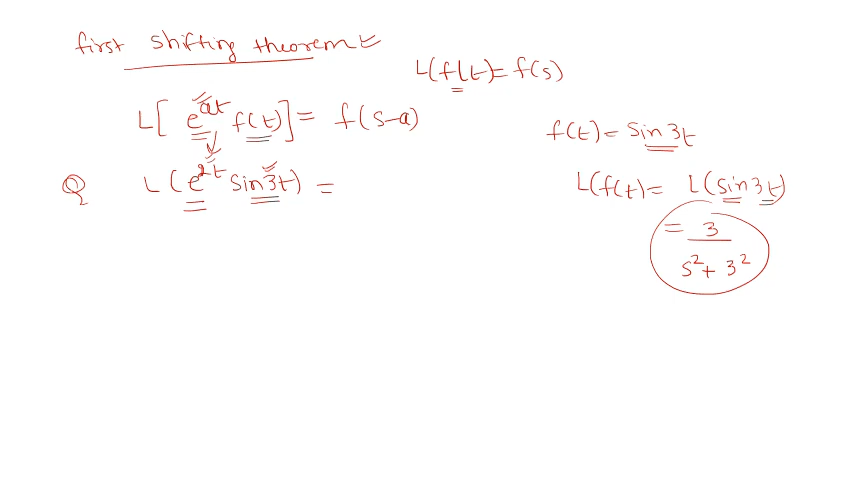 first shifting theorem
L(f(t)=f(s)
L[e^at f(t)] = f(s-a)
f(t) = sin3t
Q L(e^2t sin3t) =
L(f(t) = L(sin3t)
= 3
s^2 + 3^2